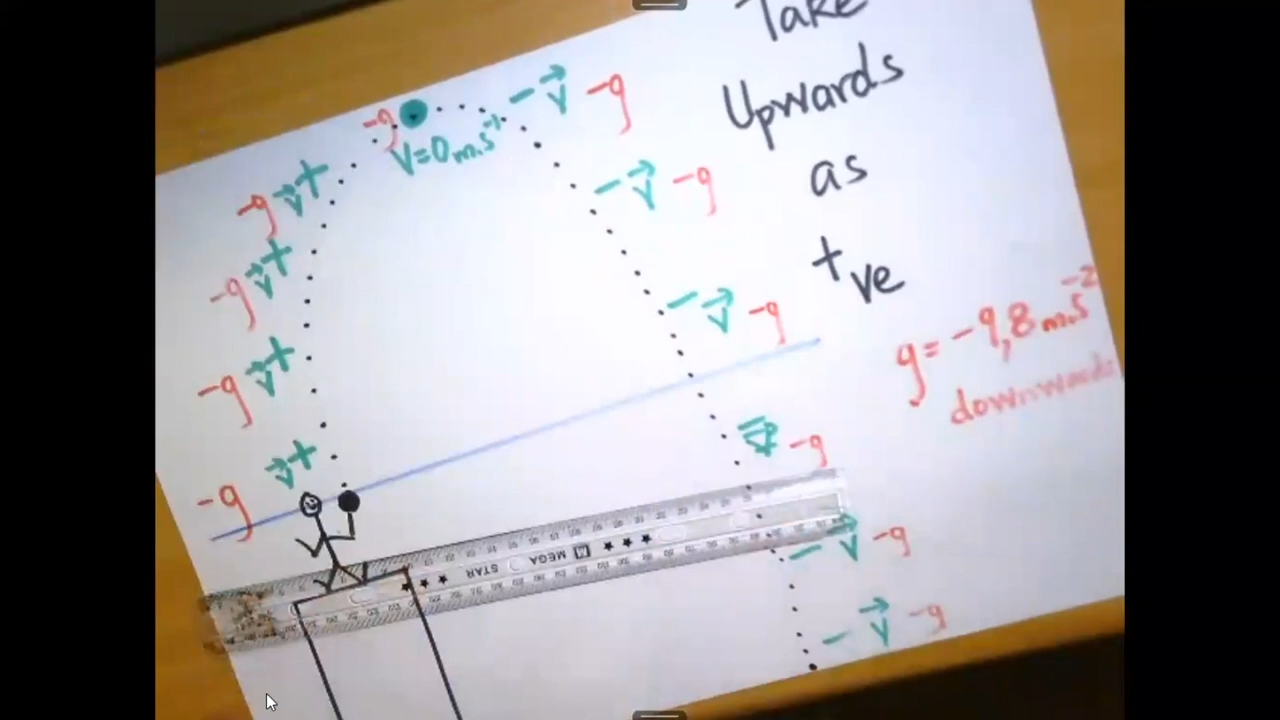 Take
Upwards
as
+ve
g = -9,8 m.s⁻²
downwards
-g
v=0 m.s⁻¹
- v⃗ -g
-g v⃗ +
- v⃗ -g
-g v⃗ +
- v⃗ -g
-g v⃗ +
-g
-g v⃗ +
- v⃗ -g
- v⃗ -g
★ ★ ★ M MEGA STAR ★ ★ ★